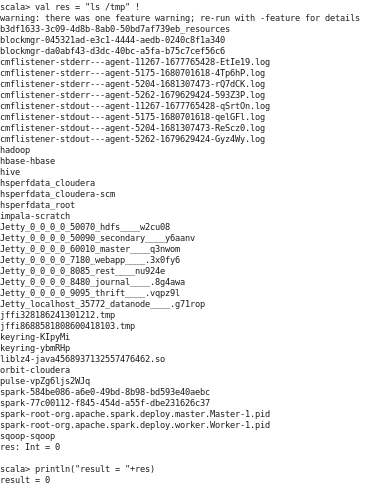 scala> val res = "ls /tmp" !
warning: there was one feature warning; re-run with -feature for details
b3df1633-3c09-4d8b-8ab0-50bd7af739eb_resources
blockmgr-045321ad-e3c1-4444-aedb-0240c8f1a340
blockmgr-da0abf43-d3dc-40bc-a5fa-b75c7cef56c6
cmflistener-stderr---agent-11267-1677765428-EtIe19.log
cmflistener-stderr---agent-5175-1680701618-4Tp6hP.log
cmflistener-stderr---agent-5204-1681307473-rQ7dCK.log
cmflistener-stderr---agent-5262-1679629424-593Z3P.log
cmflistener-stdout---agent-11267-1677765428-qSrtOn.log
cmflistener-stdout---agent-5175-1680701618-qelGFl.log
cmflistener-stdout---agent-5204-1681307473-ReScz0.log
cmflistener-stdout---agent-5262-1679629424-Gyz4Wy.log
hadoop
hbase-hbase
hive
hsperfdata_cloudera
hsperfdata_cloudera-scm
hsperfdata_root
impala-scratch
Jetty_0_0_0_0_50070_hdfs____w2cu08
Jetty_0_0_0_0_50090_secondary____y6aanv
Jetty_0_0_0_0_60010_master____q3nwom
Jetty_0_0_0_0_7180_webapp____.3x0fy6
Jetty_0_0_0_0_8085_rest____nu924e
Jetty_0_0_0_0_8480_journal____.8g4awa
Jetty_0_0_0_0_9095_thrift____.vqpz9l
Jetty_localhost_35772_datanode____.g71rop
jffi328186241301212.tmp
jffi8688581808600418103.tmp
keyring-KIpyMi
keyring-ybmRHp
liblz4-java4568937132557476462.so
orbit-cloudera
pulse-vpZg6ljs2WJq
spark-584be086-a6e0-49bd-8b98-bd593e40aebc
spark-77c00112-f845-454d-a55f-dbe231626c37
spark-root-org.apache.spark.deploy.master.Master-1.pid
spark-root-org.apache.spark.deploy.worker.Worker-1.pid
sqoop-sqoop
res: Int = 0
scala> println("result = "+res)
result = 0